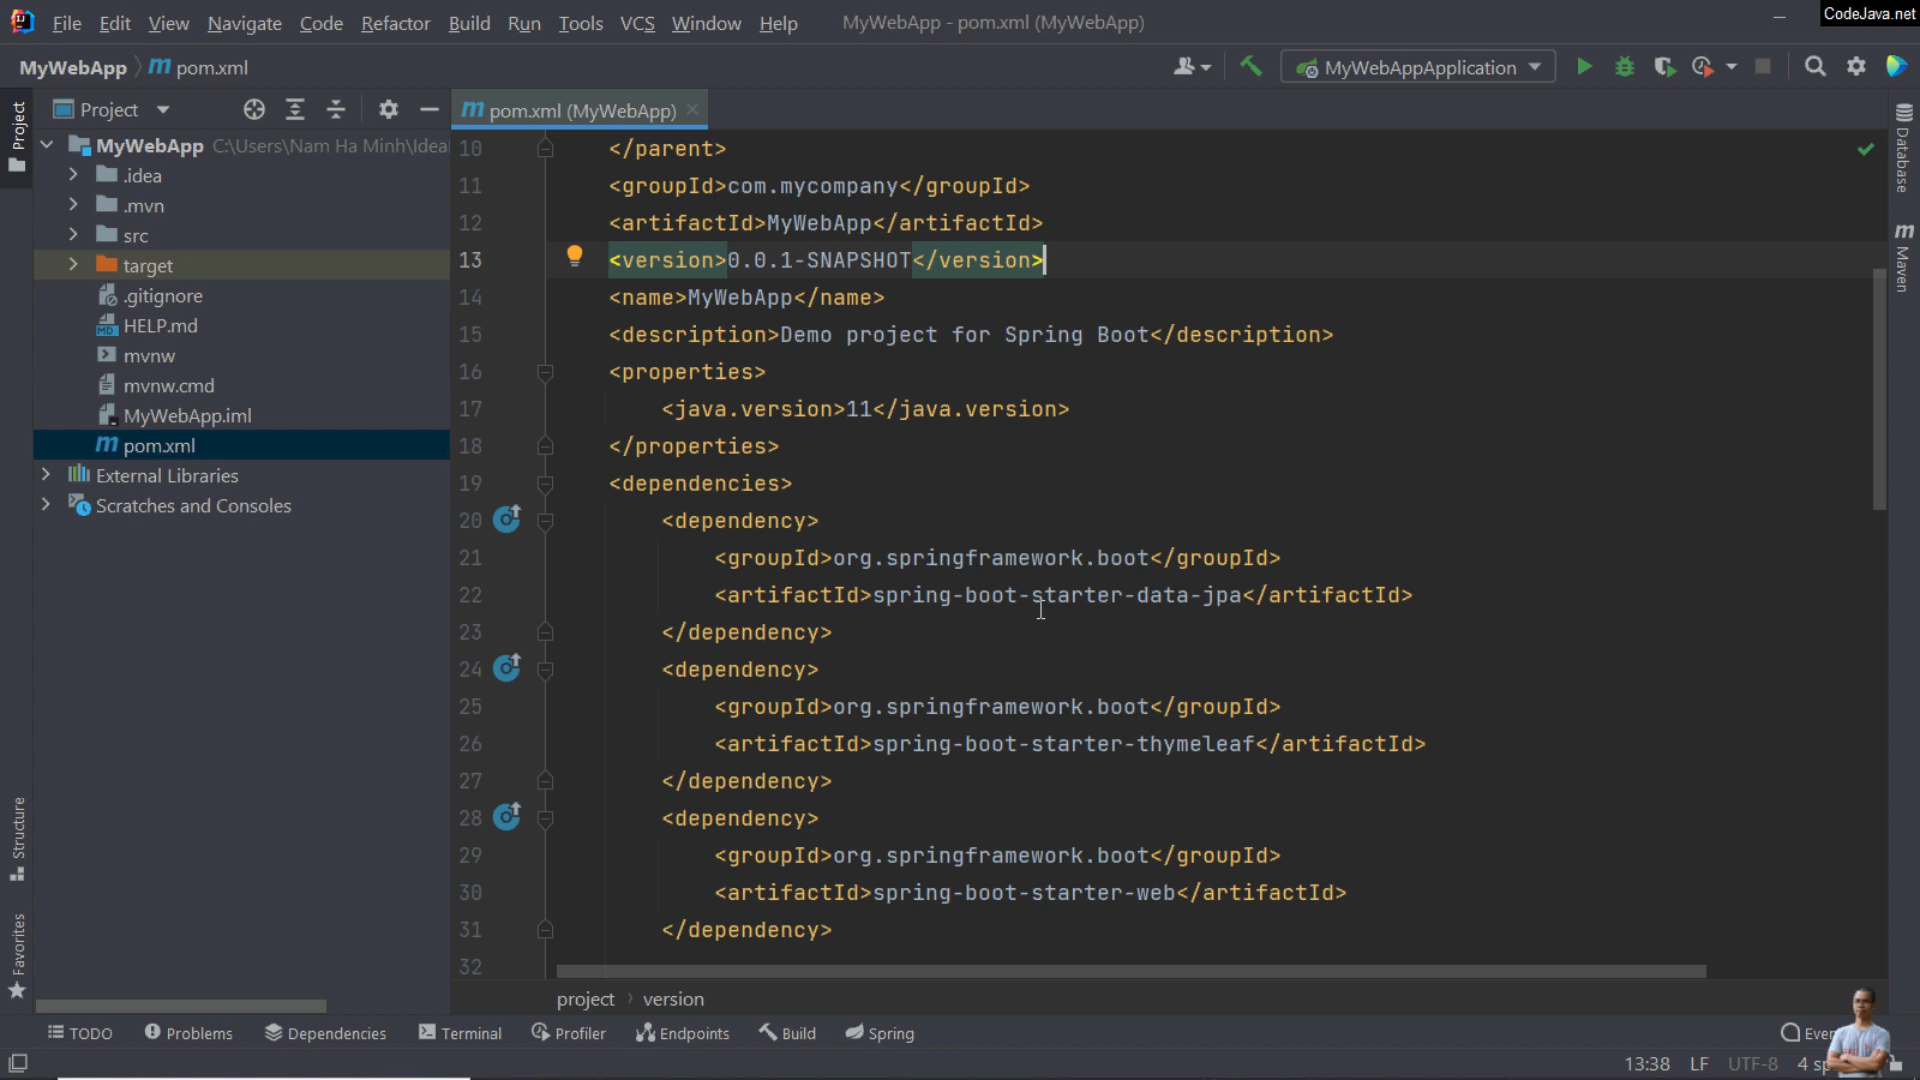 File Edit View Navigate Code Refactor Build Run Tools VCS Window Help MyWebApp - pom.xml (MyWebApp)
CodeJava.net
MyWebApp pom.xml MyWebAppApplication
Project pom.xml (MyWebApp)
Project
MyWebApp C:\Users\Nam Ha Minh\Idea
.idea
.mvn
src
target
.gitignore
HELP.md
mvnw
mvnw.cmd
MyWebApp.iml
pom.xml
External Libraries
Scratches and Consoles
Structure
Favorites
10 </parent>
11 <groupId>com.mycompany</groupId>
12 <artifactId>MyWebApp</artifactId>
13 <version>0.0.1-SNAPSHOT</version>
14 <name>MyWebApp</name>
15 <description>Demo project for Spring Boot</description>
16 <properties>
17 <java.version>11</java.version>
18 </properties>
19 <dependencies>
20 <dependency>
21 <groupId>org.springframework.boot</groupId>
22 <artifactId>spring-boot-starter-data-jpa</artifactId>
23 </dependency>
24 <dependency>
25 <groupId>org.springframework.boot</groupId>
26 <artifactId>spring-boot-starter-thymeleaf</artifactId>
27 </dependency>
28 <dependency>
29 <groupId>org.springframework.boot</groupId>
30 <artifactId>spring-boot-starter-web</artifactId>
31 </dependency>
32
Database
Maven
project version
TODO Problems Dependencies Terminal Profiler Endpoints Build Spring
13:38 LF UTF-8